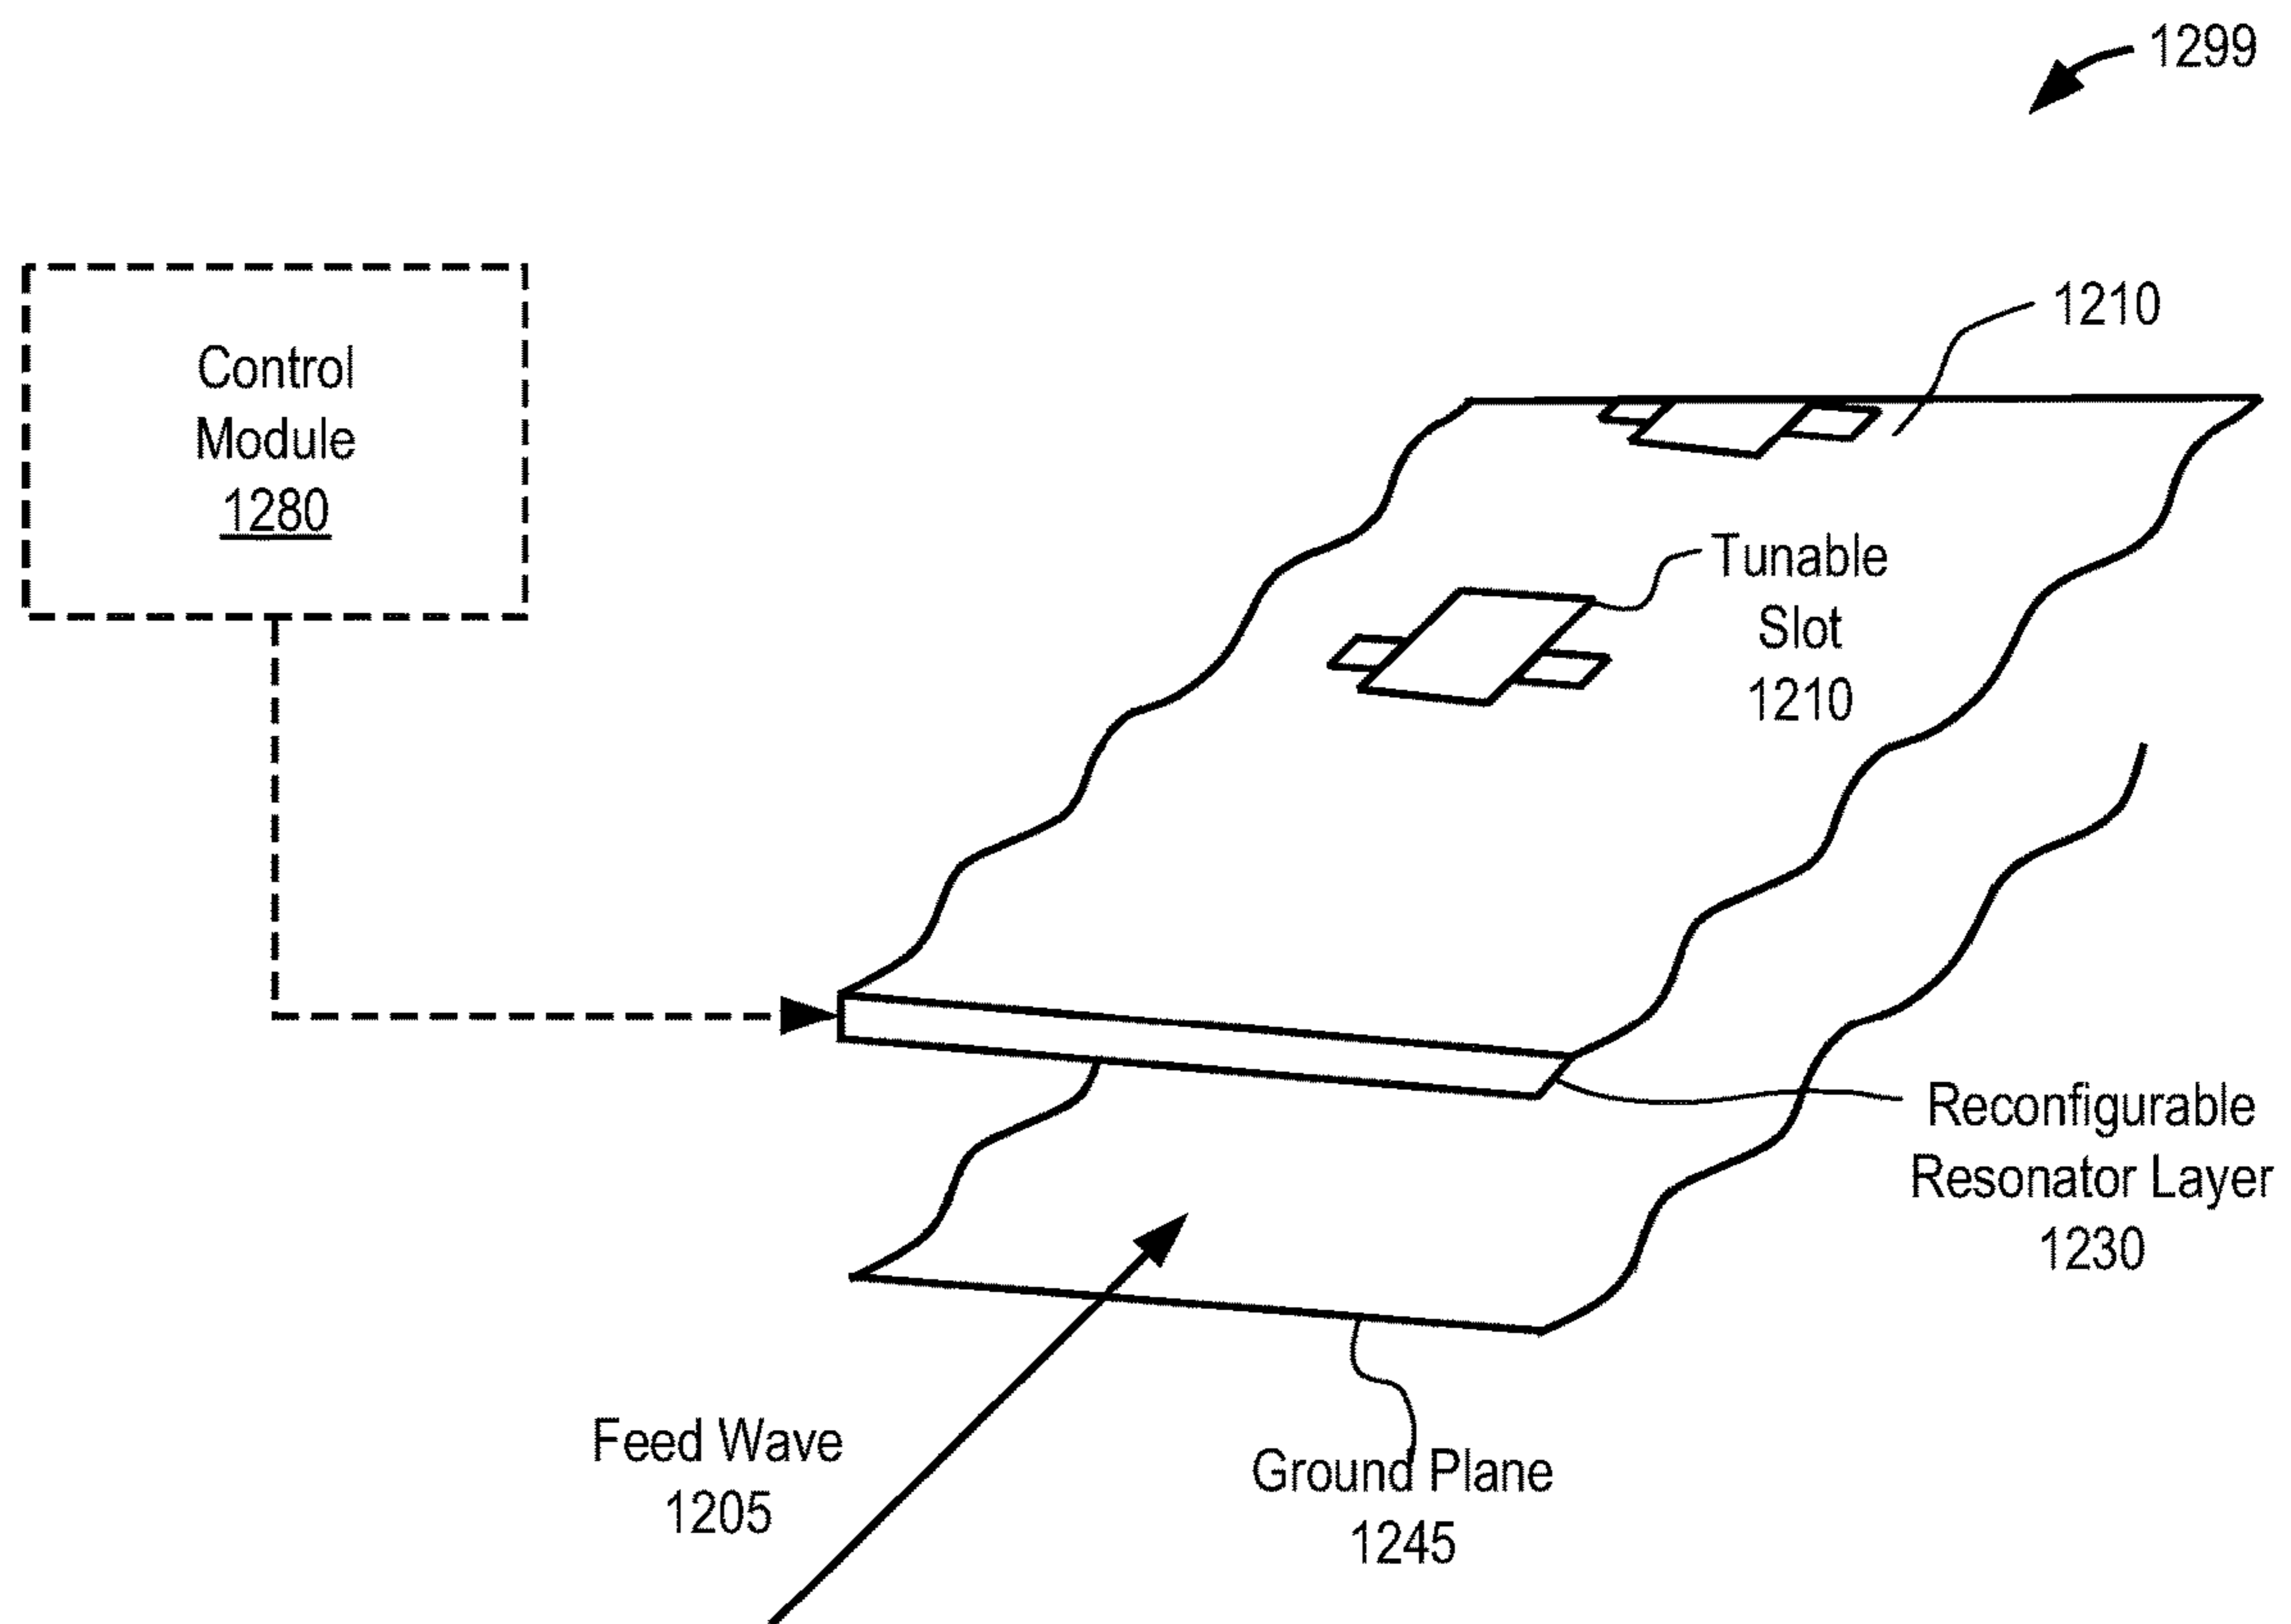 1299
Control
Module
1280
1210
Tunable
Slot
1210
Reconfigurable
Resonator Layer
1230
Feed Wave
1205
Ground Plane
1245